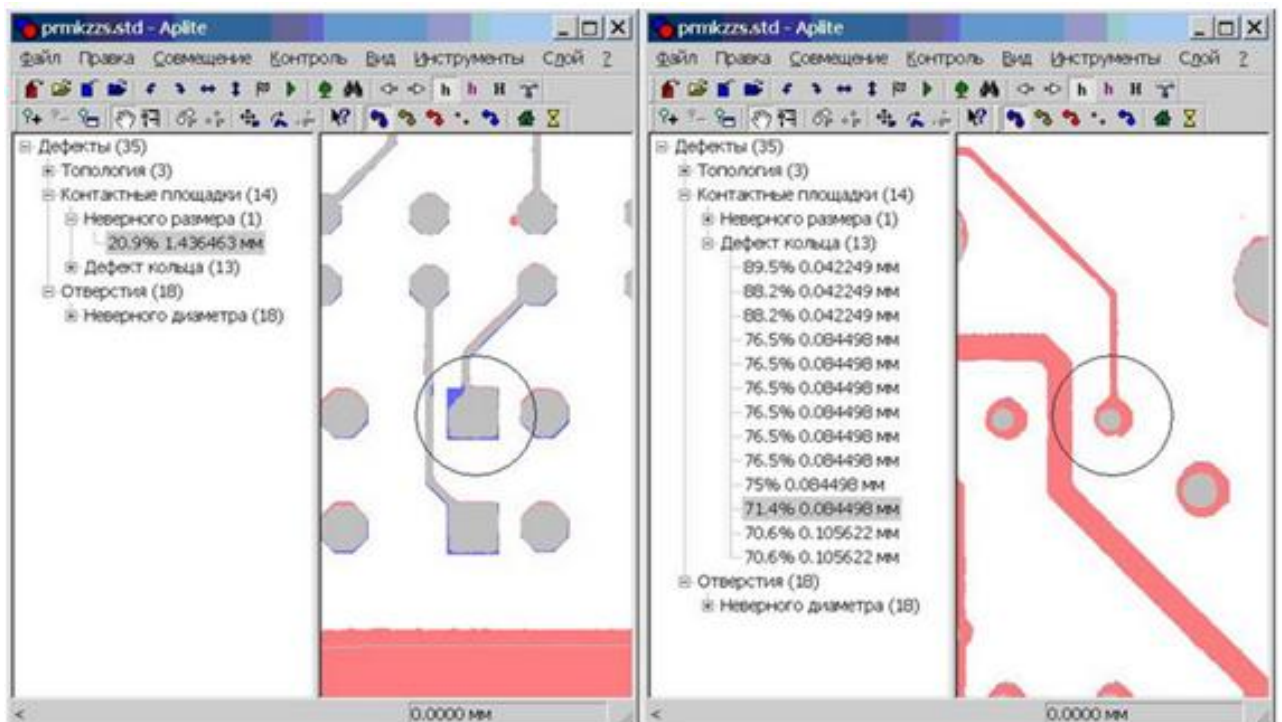 prmkzzs.std - Aplite
Файл Правка Совмещение Контроль Вид Инструменты Слой ?
Дефекты (35)
Топология (3)
Контактные площадки (14)
Неверного размера (1)
20.9% 1.436463 мм
Дефект кольца (13)
Отверстия (18)
Неверного диаметра (18)
< 0.0000 мм
prmkzzs.std - Aplite
Файл Правка Совмещение Контроль Вид Инструменты Слой ?
Дефекты (35)
Топология (3)
Контактные площадки (14)
Неверного размера (1)
Дефект кольца (13)
89.5% 0.042249 мм
88.2% 0.042249 мм
88.2% 0.042249 мм
76.5% 0.084498 мм
76.5% 0.084498 мм
76.5% 0.084498 мм
76.5% 0.084498 мм
76.5% 0.084498 мм
76.5% 0.084498 мм
75% 0.084498 мм
71.4% 0.084498 мм
70.6% 0.105622 мм
70.6% 0.105622 мм
Отверстия (18)
Неверного диаметра (18)
< 0.0000 мм